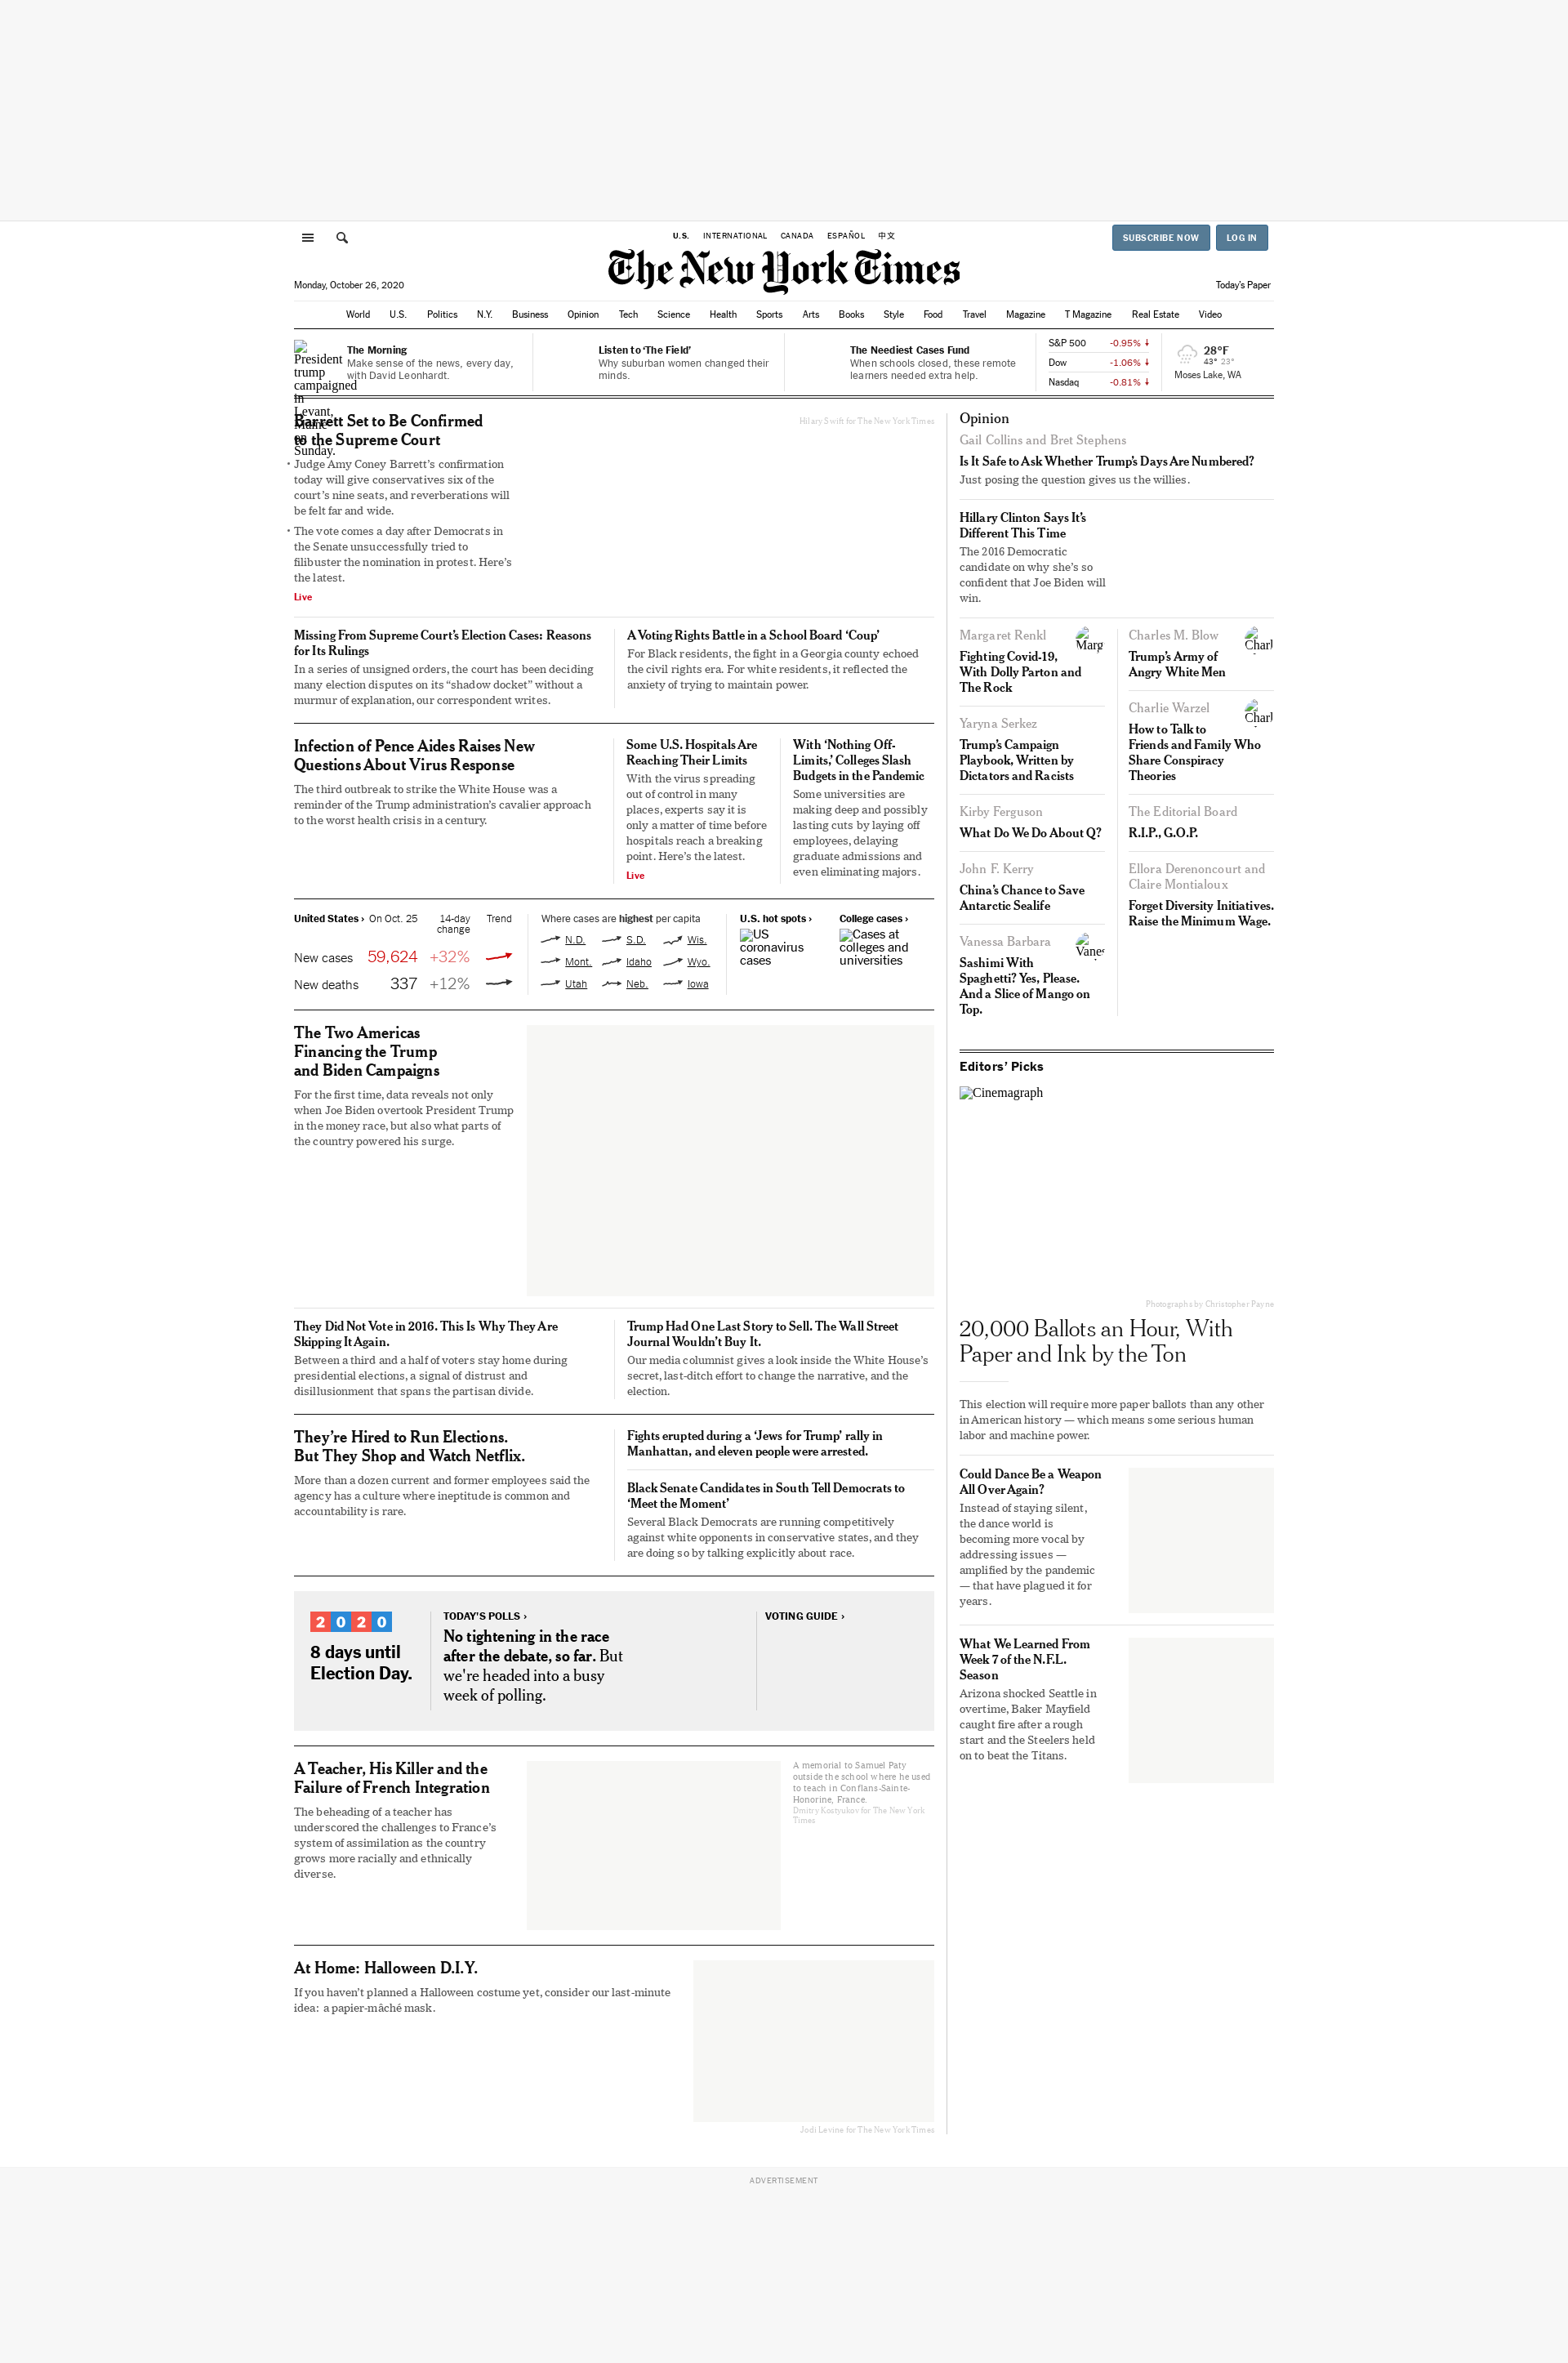 U.S. INTERNATIONAL CANADA ESPAÑOL 中文
SUBSCRIBE NOW LOG IN
The New York Times
Monday, October 26, 2020
Today's Paper
World U.S. Politics N.Y. Business Opinion Tech Science Health Sports Arts Books Style Food Travel Magazine T Magazine Real Estate Video
President
trump
campaigned
in
Levant,
Maine
on
Sunday.
The Morning
Make sense of the news, every day,
with David Leonhardt.
Listen to ‘The Field’
Why suburban women changed their
minds.
The Neediest Cases Fund
When schools closed, these remote
learners needed extra help.
S&P 500 -0.95% ↓
Dow -1.06% ↓
Nasdaq -0.81% ↓
28°F
43° 23°
Moses Lake, WA
Barrett Set to Be Confirmed
to the Supreme Court
• Judge Amy Coney Barrett’s confirmation
today will give conservatives six of the
court’s nine seats, and reverberations will
be felt far and wide.
• The vote comes a day after Democrats in
the Senate unsuccessfully tried to
filibuster the nomination in protest. Here’s
the latest.
Live
Hilary Swift for The New York Times
Missing From Supreme Court’s Election Cases: Reasons
for Its Rulings
In a series of unsigned orders, the court has been deciding
many election disputes on its “shadow docket” without a
murmur of explanation, our correspondent writes.
A Voting Rights Battle in a School Board ‘Coup’
For Black residents, the fight in a Georgia county echoed
the civil rights era. For white residents, it reflected the
anxiety of trying to maintain power.
Infection of Pence Aides Raises New
Questions About Virus Response
The third outbreak to strike the White House was a
reminder of the Trump administration’s cavalier approach
to the worst health crisis in a century.
Some U.S. Hospitals Are
Reaching Their Limits
With the virus spreading
out of control in many
places, experts say it is
only a matter of time before
hospitals reach a breaking
point. Here’s the latest.
Live
With ‘Nothing Off-
Limits,’ Colleges Slash
Budgets in the Pandemic
Some universities are
making deep and possibly
lasting cuts by laying off
employees, delaying
graduate admissions and
even eliminating majors.
United States › On Oct. 25 14-day
change Trend
New cases 59,624 +32%
New deaths 337 +12%
Where cases are highest per capita
N.D. S.D. Wis.
Mont. Idaho Wyo.
Utah Neb. Iowa
U.S. hot spots ›
US
coronavirus
cases
College cases ›
Cases at
colleges and
universities
The Two Americas
Financing the Trump
and Biden Campaigns
For the first time, data reveals not only
when Joe Biden overtook President Trump
in the money race, but also what parts of
the country powered his surge.
They Did Not Vote in 2016. This Is Why They Are
Skipping It Again.
Between a third and a half of voters stay home during
presidential elections, a signal of distrust and
disillusionment that spans the partisan divide.
Trump Had One Last Story to Sell. The Wall Street
Journal Wouldn’t Buy It.
Our media columnist gives a look inside the White House’s
secret, last-ditch effort to change the narrative, and the
election.
They’re Hired to Run Elections.
But They Shop and Watch Netflix.
More than a dozen current and former employees said the
agency has a culture where ineptitude is common and
accountability is rare.
Fights erupted during a ‘Jews for Trump’ rally in
Manhattan, and eleven people were arrested.
Black Senate Candidates in South Tell Democrats to
‘Meet the Moment’
Several Black Democrats are running competitively
against white opponents in conservative states, and they
are doing so by talking explicitly about race.
2020
8 days until
Election Day.
TODAY'S POLLS ›
No tightening in the race
after the debate, so far. But
we're headed into a busy
week of polling.
VOTING GUIDE ›
A Teacher, His Killer and the
Failure of French Integration
The beheading of a teacher has
underscored the challenges to France’s
system of assimilation as the country
grows more racially and ethnically
diverse.
A memorial to Samuel Paty
outside the school where he used
to teach in Conflans-Sainte-
Honorine, France.
Dmitry Kostyukov for The New York
Times
At Home: Halloween D.I.Y.
If you haven’t planned a Halloween costume yet, consider our last-minute
idea: a papier-mâché mask.
Jodi Levine for The New York Times
Opinion
Gail Collins and Bret Stephens
Is It Safe to Ask Whether Trump’s Days Are Numbered?
Just posing the question gives us the willies.
Hillary Clinton Says It’s
Different This Time
The 2016 Democratic
candidate on why she’s so
confident that Joe Biden will
win.
Margaret Renkl
Marg
Fighting Covid-19,
With Dolly Parton and
The Rock
Yaryna Serkez
Trump’s Campaign
Playbook, Written by
Dictators and Racists
Kirby Ferguson
What Do We Do About Q?
John F. Kerry
China’s Chance to Save
Antarctic Sealife
Vanessa Barbara
Vanes
Sashimi With
Spaghetti? Yes, Please.
And a Slice of Mango on
Top.
Charles M. Blow
Charl
Trump’s Army of
Angry White Men
Charlie Warzel
Charl
How to Talk to
Friends and Family Who
Share Conspiracy
Theories
The Editorial Board
R.I.P., G.O.P.
Ellora Derenoncourt and
Claire Montialoux
Forget Diversity Initiatives.
Raise the Minimum Wage.
Editors’ Picks
Cinemagraph
Photographs by Christopher Payne
20,000 Ballots an Hour, With
Paper and Ink by the Ton
This election will require more paper ballots than any other
in American history — which means some serious human
labor and machine power.
Could Dance Be a Weapon
All Over Again?
Instead of staying silent,
the dance world is
becoming more vocal by
addressing issues —
amplified by the pandemic
— that have plagued it for
years.
What We Learned From
Week 7 of the N.F.L.
Season
Arizona shocked Seattle in
overtime, Baker Mayfield
caught fire after a rough
start and the Steelers held
on to beat the Titans.
ADVERTISEMENT